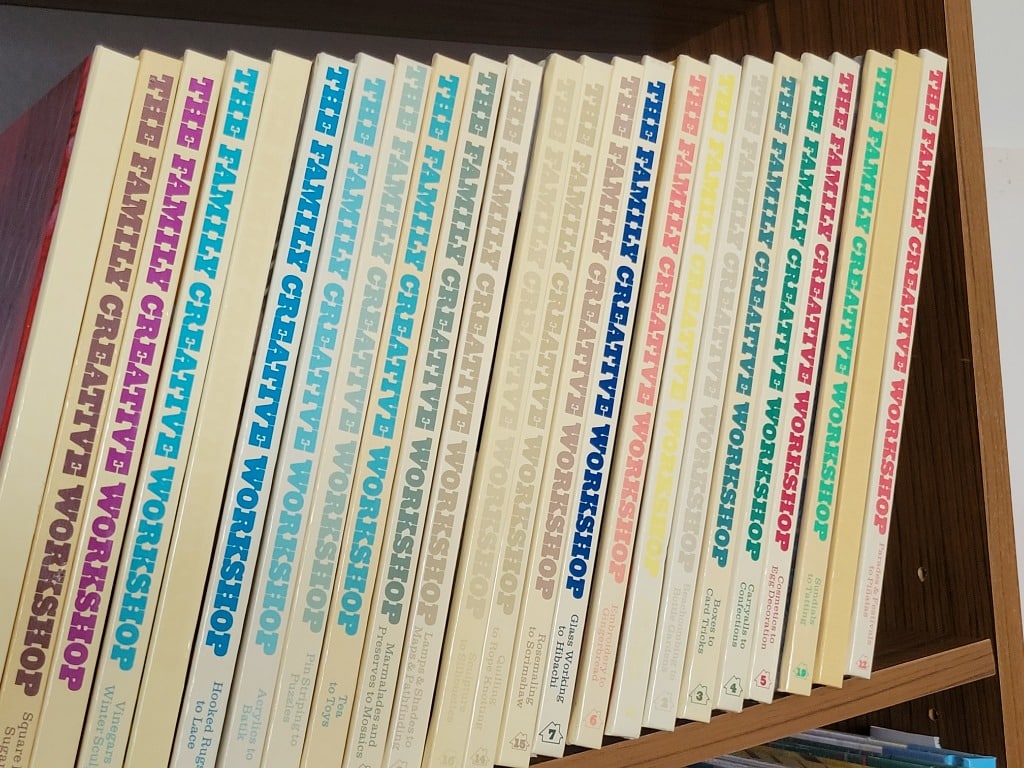 THE FAMILY CREATIVE WORKSHOP
THE FAMILY CREATIVE WORKSHOP
THE FAMILY CREATIVE WORKSHOP
Vinegars
Winter
THE FAMILY CREATIVE WORKSHOP
Hooked Rugs
to Lace
THE FAMILY CREATIVE WORKSHOP
Acrylics to
Batik
THE FAMILY CREATIVE WORKSHOP
Pin Striping to
Puzzles
THE FAMILY CREATIVE WORKSHOP
Tea
to Toys
THE FAMILY CREATIVE WORKSHOP
Marmalades and
Preserves to Mosaics
THE FAMILY CREATIVE WORKSHOP
Lamps & Shades to
Maps & Pathfinding
THE FAMILY CREATIVE WORKSHOP
16
THE FAMILY CREATIVE WORKSHOP
14
THE FAMILY CREATIVE WORKSHOP
Rosemaling
to Scrimshaw
15
THE FAMILY CREATIVE WORKSHOP
Glass Working
to Hibachi
7
THE FAMILY CREATIVE WORKSHOP
Embroidery to
6
THE FAMILY CREATIVE WORKSHOP
THE FAMILY CREATIVE WORKSHOP
2
THE FAMILY CREATIVE WORKSHOP
Boxes to
Card Tricks
3
THE FAMILY CREATIVE WORKSHOP
Carryalls to
Confections
4
THE FAMILY CREATIVE WORKSHOP
Cosmetics to
Egg Decoration
5
THE FAMILY CREATIVE WORKSHOP
Sundials
to Tatting
19
THE FAMILY CREATIVE WORKSHOP
to Piñatas
12